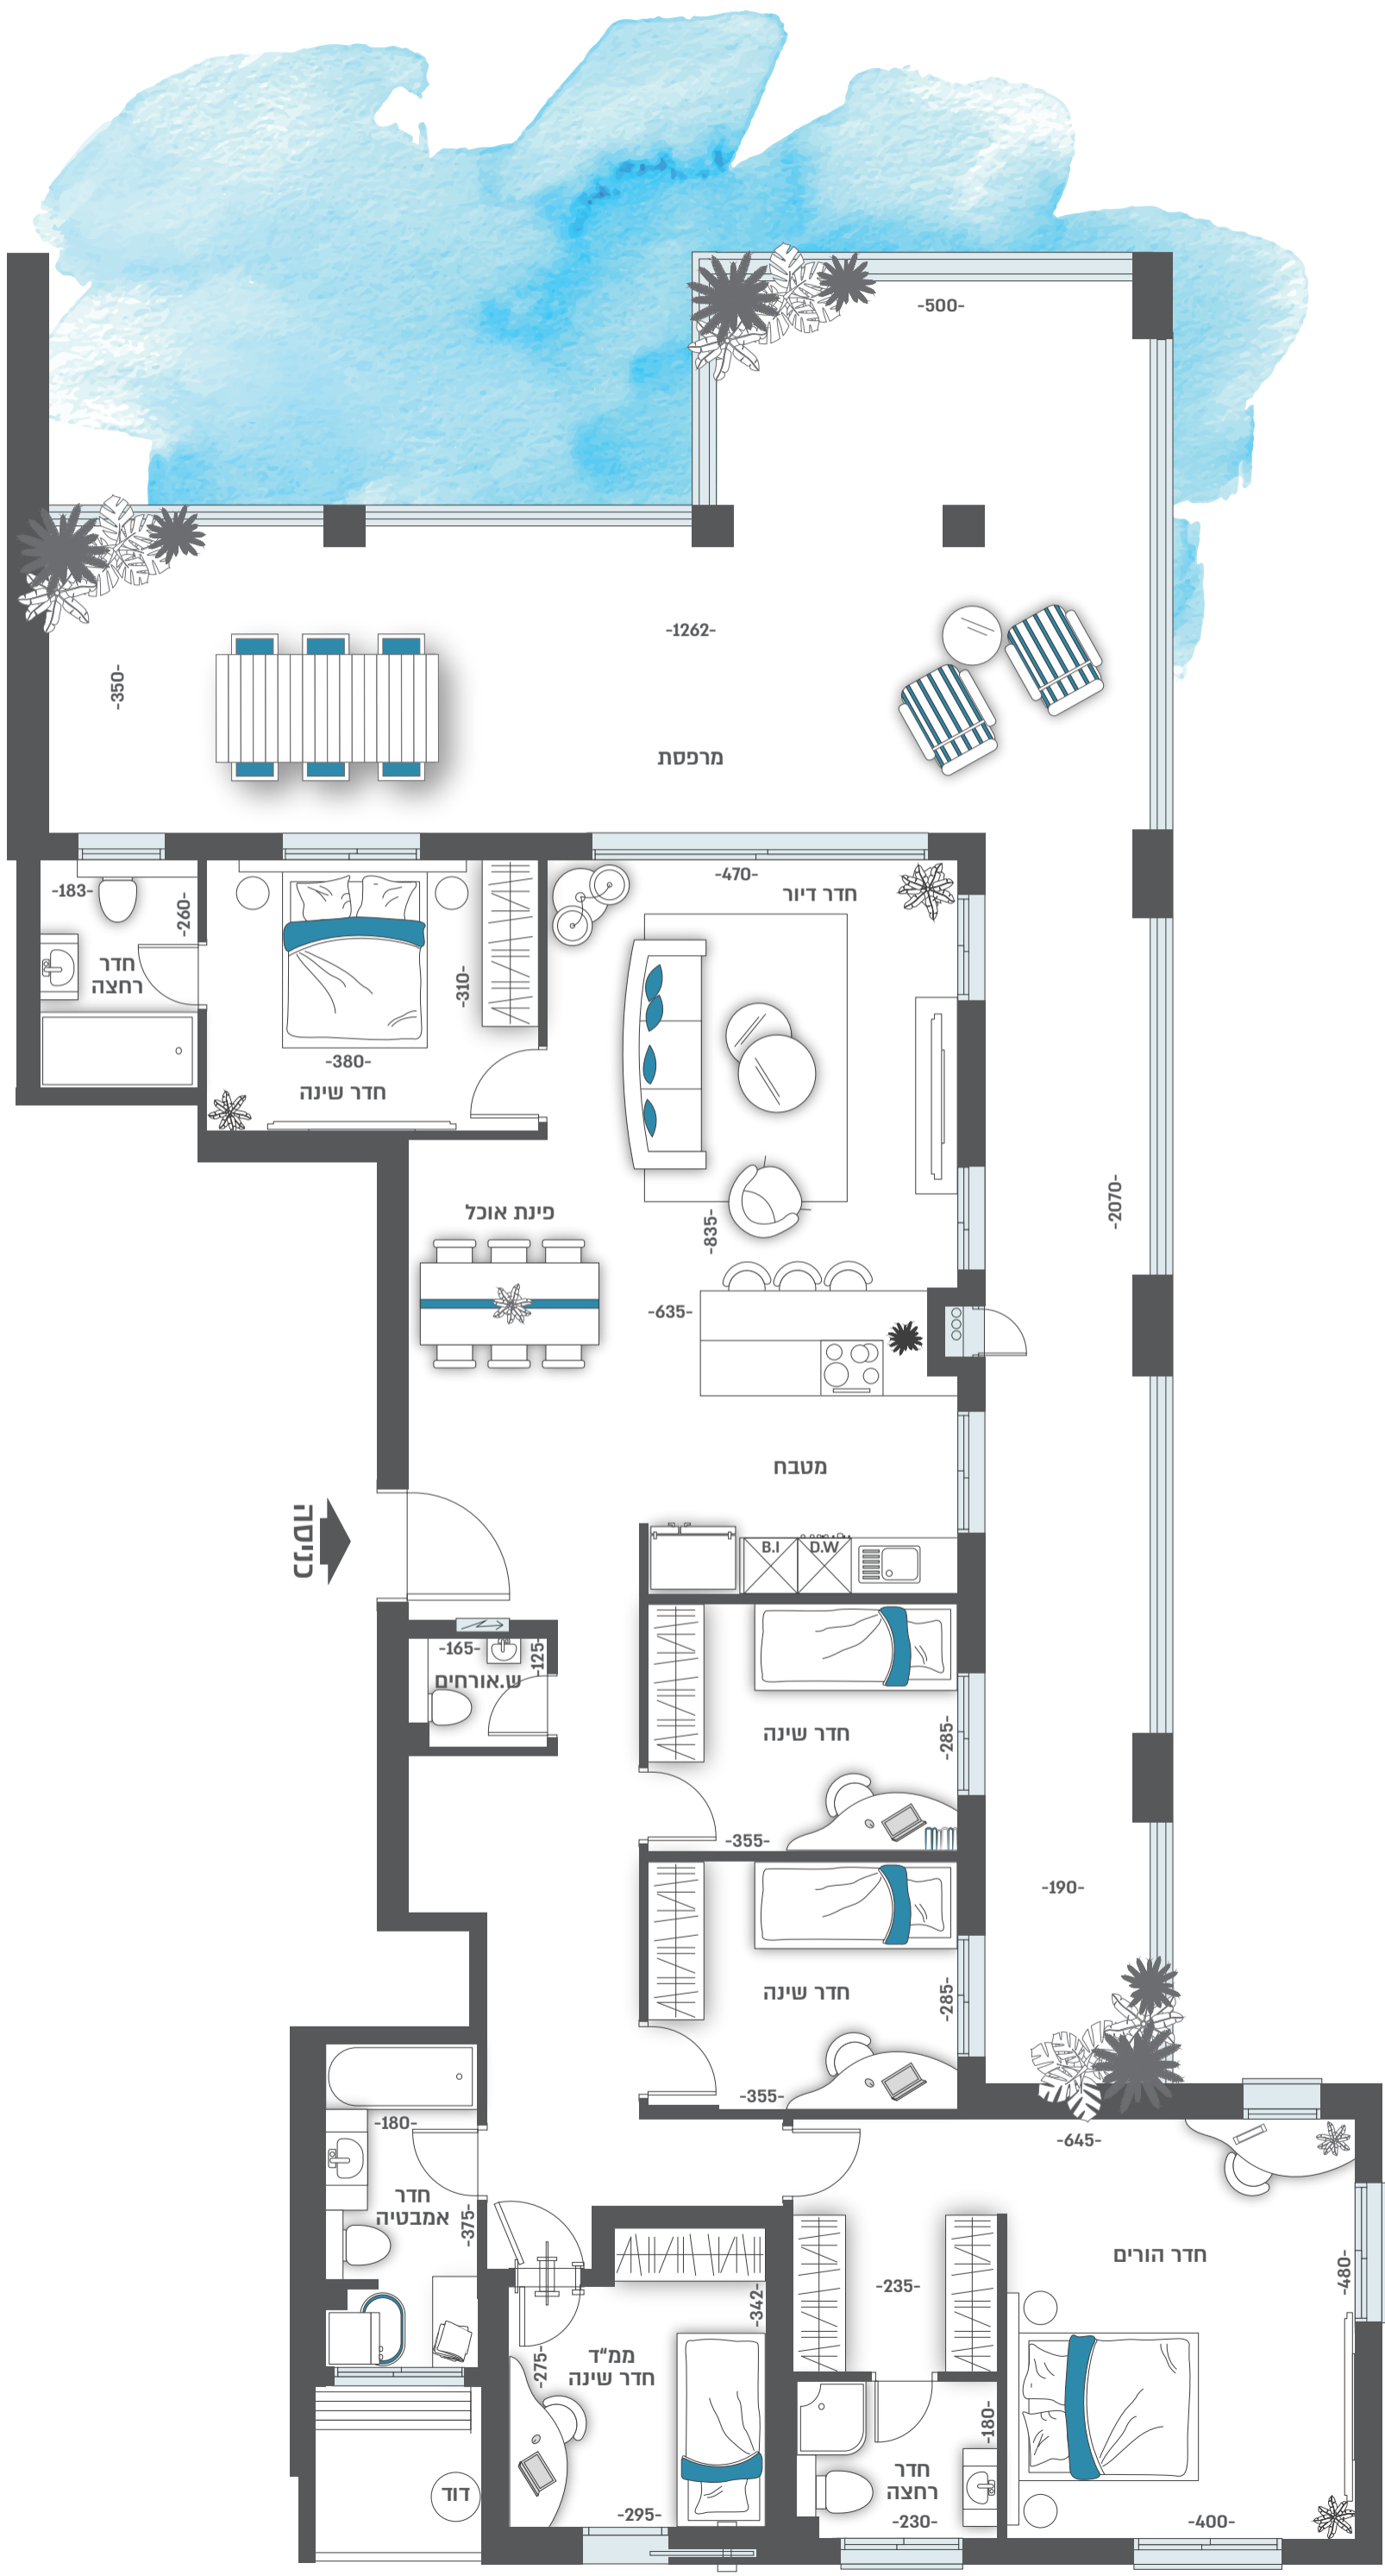 -500-
-1262-
-350-
מרפסת
-470-
חדר דיור
-183-
-260-
חדר
רחצה
-310-
-380-
חדר שינה
-2070-
פינת אוכל
-835-
-635-
מטבח
כניסה
B.I
D.W
-165-
-125-
ש.אורחים
חדר שינה
-285-
-355-
-190-
חדר שינה
-285-
-355-
-180-
-645-
חדר
אמבטיה
-375-
חדר הורים
-480-
-235-
-342-
ממ"ד
חדר שינה
-275-
-180-
חדר
רחצה
דוד
-295-
-230-
-400-